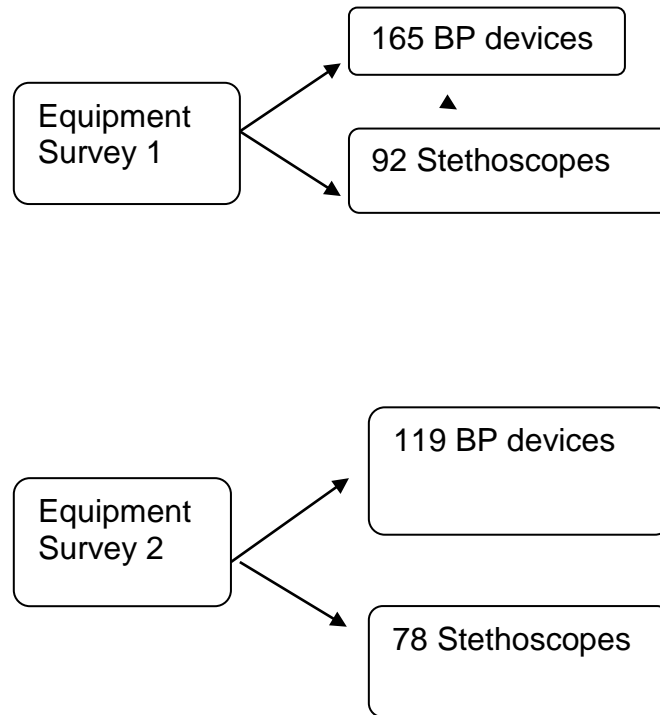 165 BP devices
Equipment
Survey 1
92 Stethoscopes
119 BP devices
Equipment
Survey 2
78 Stethoscopes